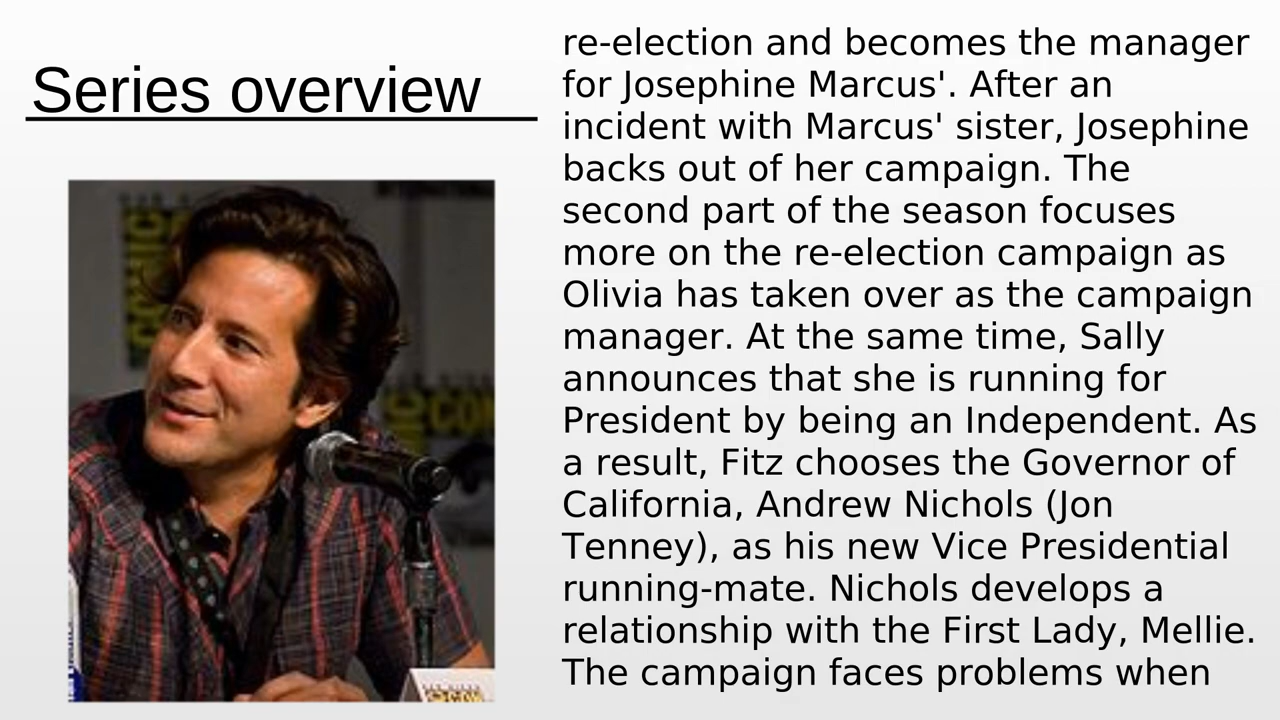 Series overview
re-election and becomes the manager
for Josephine Marcus'. After an
incident with Marcus' sister, Josephine
backs out of her campaign. The
second part of the season focuses
more on the re-election campaign as
Olivia has taken over as the campaign
manager. At the same time, Sally
announces that she is running for
President by being an Independent. As
a result, Fitz chooses the Governor of
California, Andrew Nichols (Jon
Tenney), as his new Vice Presidential
running-mate. Nichols develops a
relationship with the First Lady, Mellie.
The campaign faces problems when